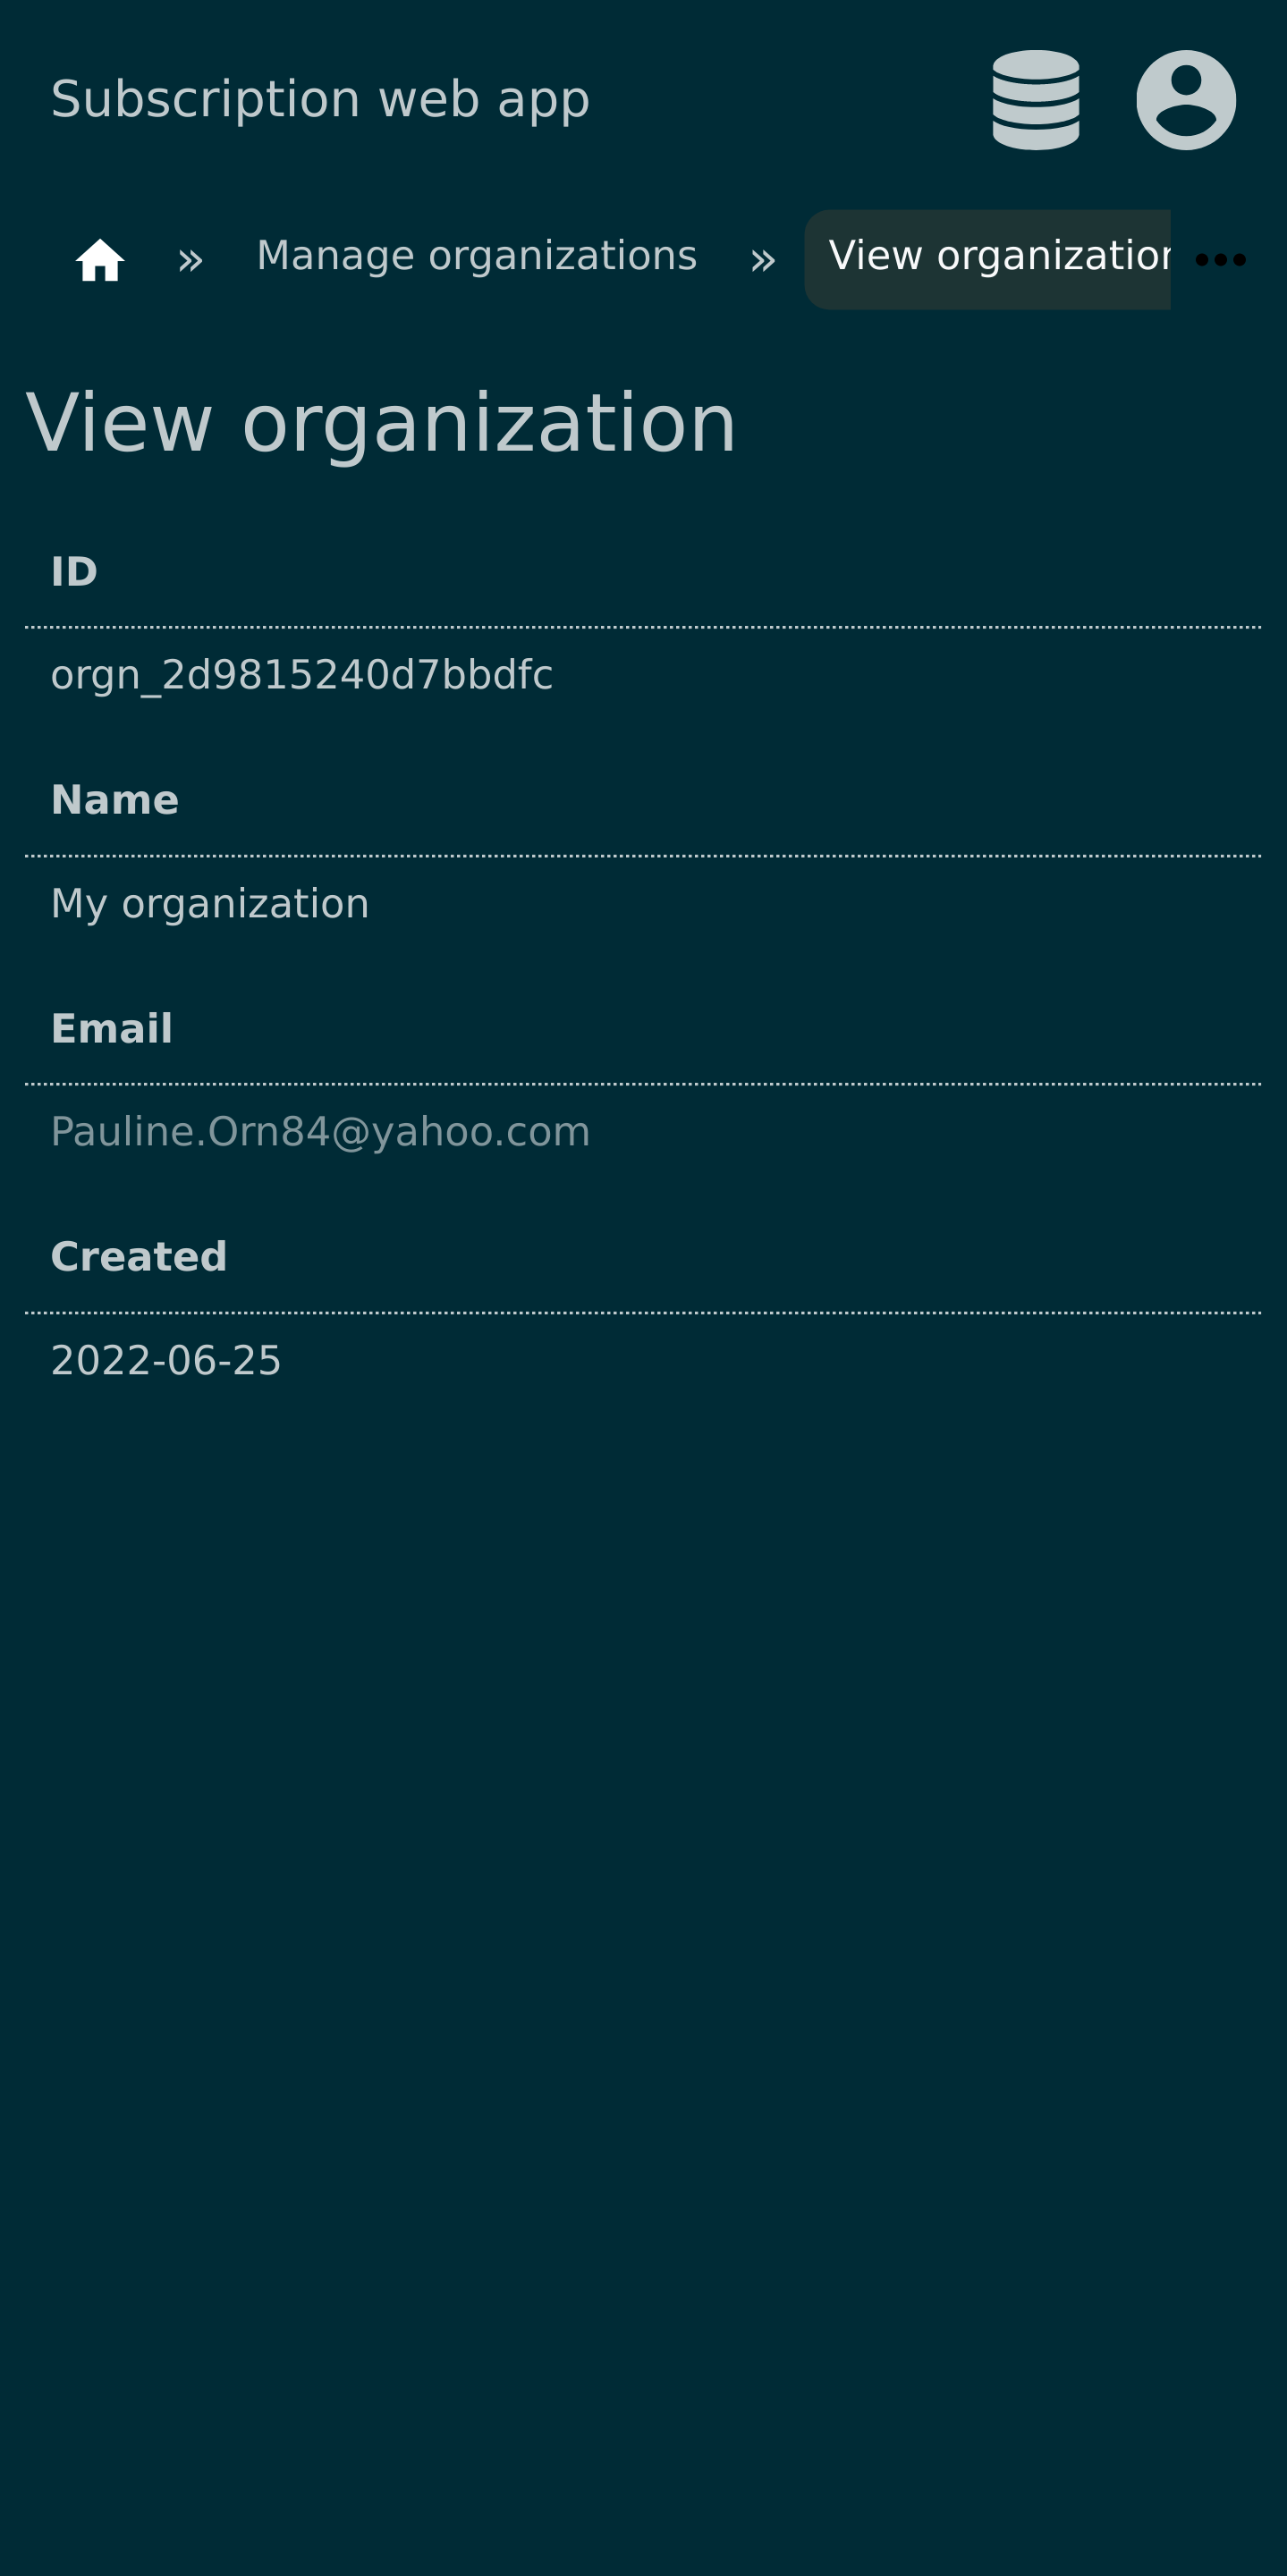 Subscription web app
» Manage organizations » View organization
View organization
ID
orgn_2d9815240d7bbdfc
Name
My organization
Email
Pauline.Orn84@yahoo.com
Created
2022-06-25